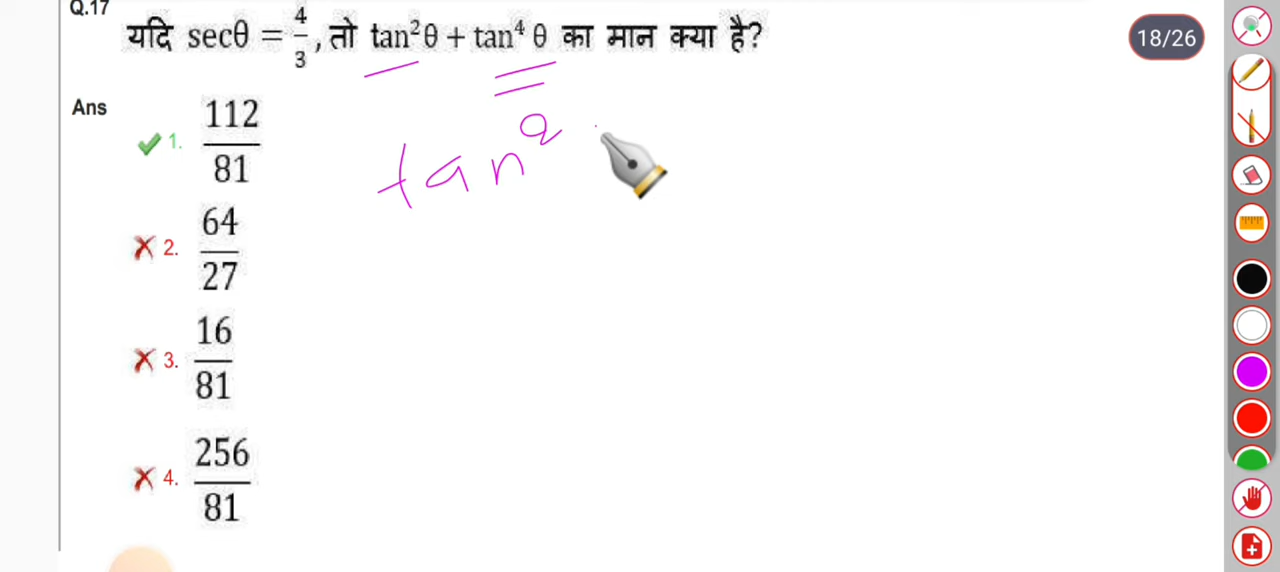 Q.17
यदि secθ = 4/3, तो tan²θ + tan⁴ θ का मान क्या है?
18/26
Ans
1. 112/81
tan²
2. 64/27
3. 16/81
4. 256/81